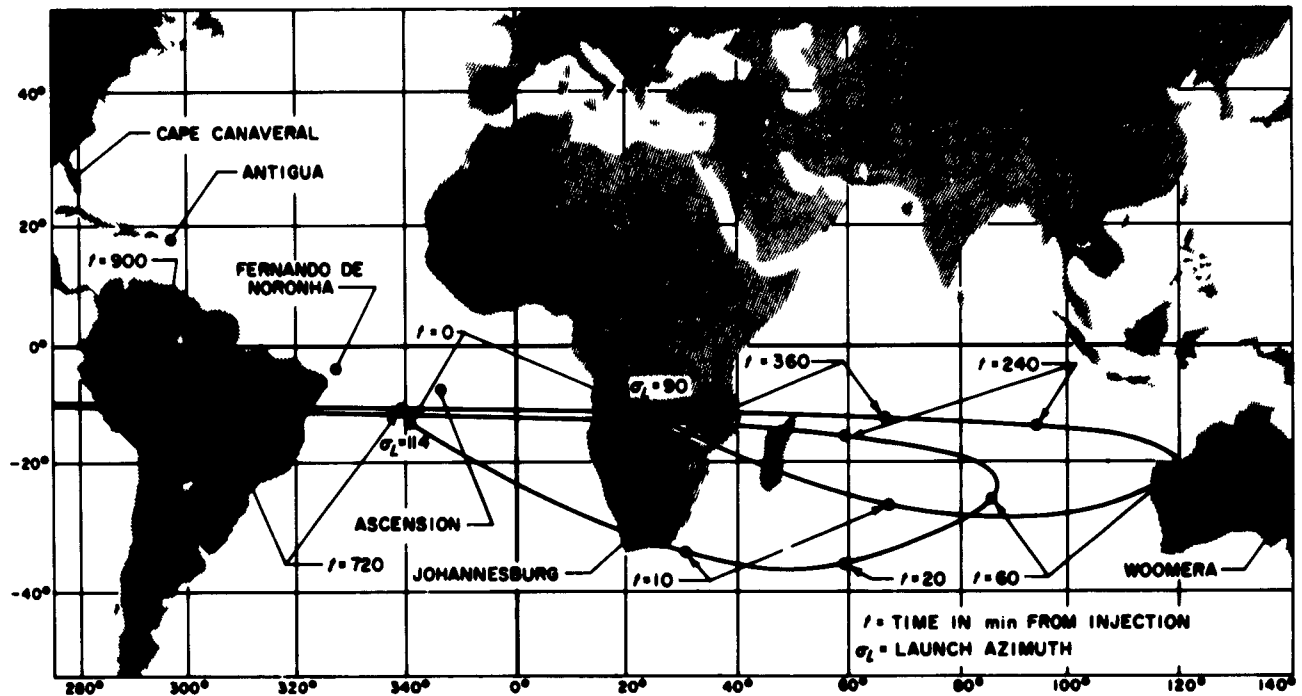 40°
CAPE CANAVERAL
ANTIGUA
20°
t=900
FERNANDO DE
NORONHA
t=0
0°
σL=90
t=360
t=240
σL=114
-20°
ASCENSION
t=720
JOHANNESBURG
t=10
t=20
t=60
WOOMERA
-40°
t= TIME IN min FROM INJECTION
σL= LAUNCH AZIMUTH
280° 300° 320° 340° 0° 20° 40° 60° 80° 100° 120° 140°